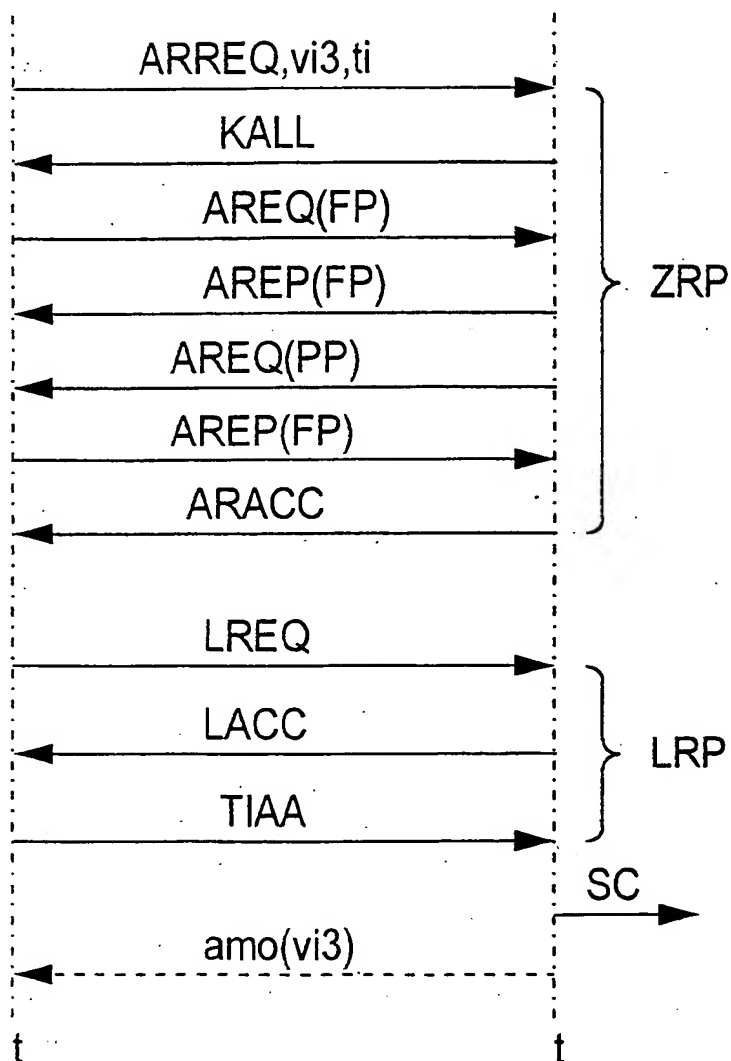 ARREQ,vi3,ti
KALL
AREQ(FP)
AREP(FP)
ZRP
AREQ(PP)
AREP(FP)
ARACC
LREQ
LACC
LRP
TIAA
SC
amo(vi3)
t
t